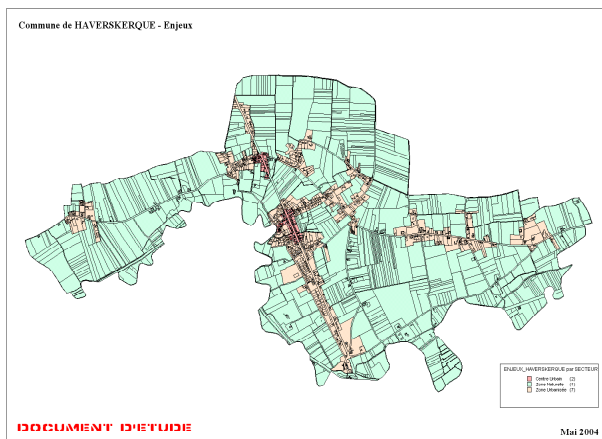 Commune de HAVERSKERQUE - Enjeux
ENJEUX_HAVERSKERQUE par SECTEUR
Centre Urbain (2)
Zone Naturelle (1)
Zone Urbanisée (7)
DOCUMENT D'ETUDE
Mai 2004